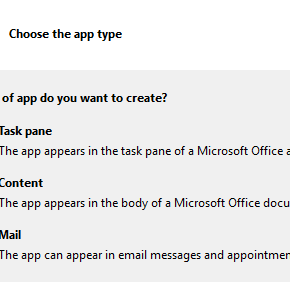 Choose the app type
of app do you want to create?
Task pane
The app appears in the task pane of a Microsoft Office
Content
The app appears in the body of a Microsoft Office docu
Mail
The app can appear in email messages and appointmen